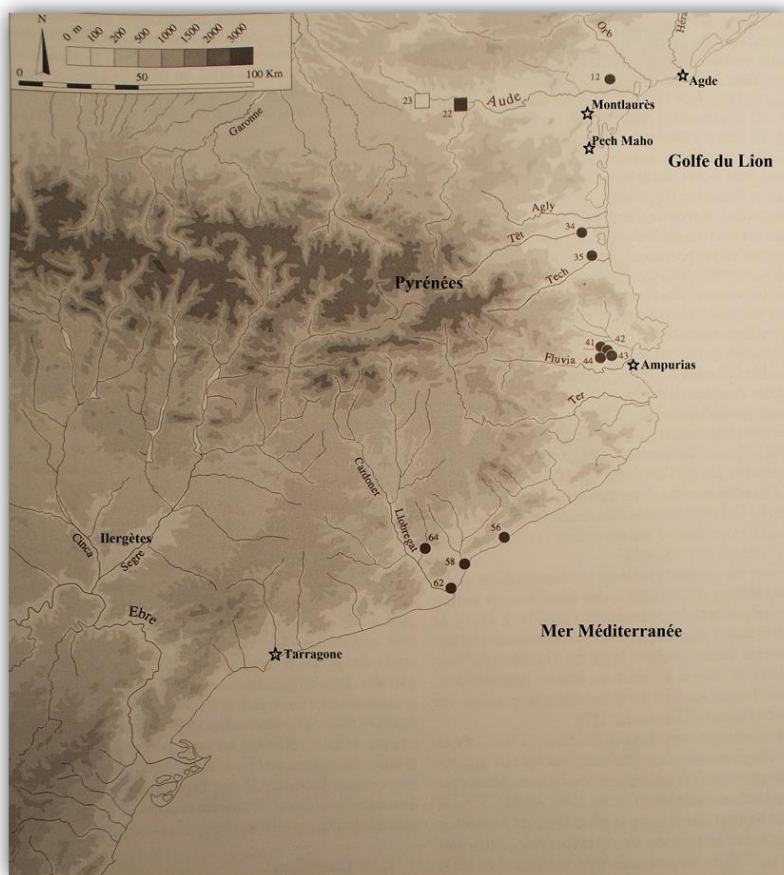 N
0 m
100
200
500
1000
1500
2000
3000
0
50
100 Km
Orb
Héra
12
Agde
23
22
Aude
Montlaurès
Garonne
Pech Maho
Golfe du Lion
Agly
34
Têt
35
Tech
Pyrénées
41
42
Fluvia
44
43
Ampurias
Ter
Cardoner
Llobregat
64
56
Ilergètes
Cinca
Segre
58
62
Ebre
Mer Méditerranée
Tarragone